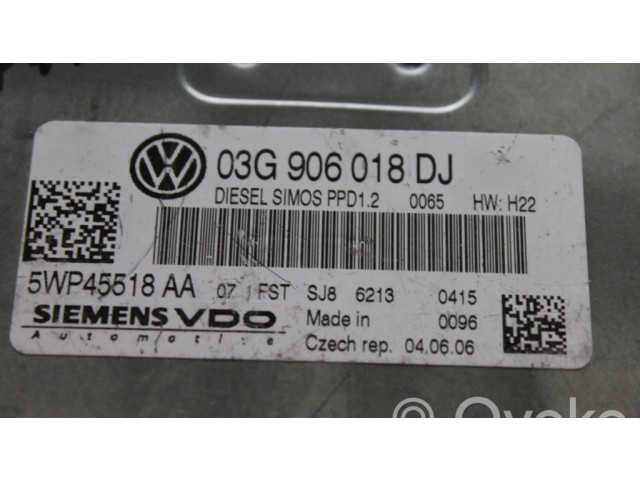 03G 906 018 DJ
DIESEL SIMOS PPD1.2 0065 HW: H22
5WP45518 AA 07 FST SJ8 6213 0415
SIEMENS VDO Made in 0096
Automotive Czech rep. 04.06.06
© Ovoko